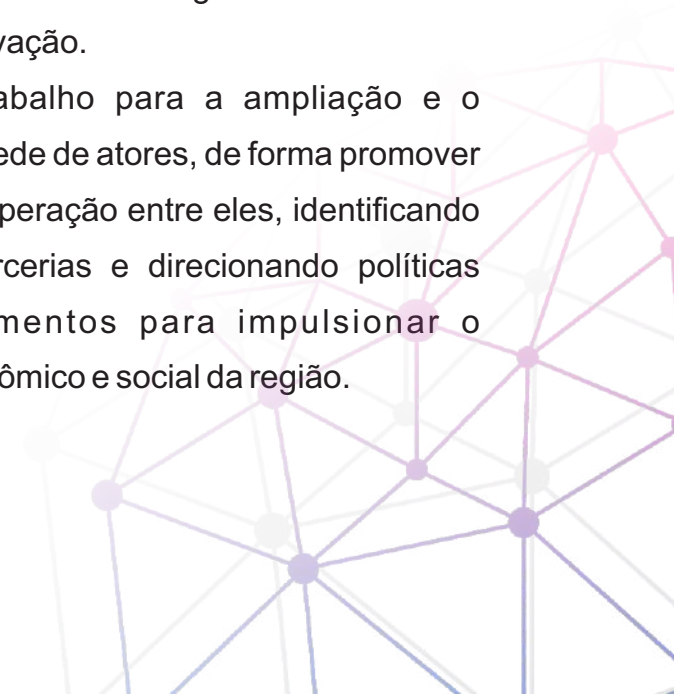 vação.
abalho para a ampliação e o
ede de atores, de forma promover
peração entre eles, identificando
rcerias e direcionando políticas
mentos para impulsionar o
ômico e social da região.